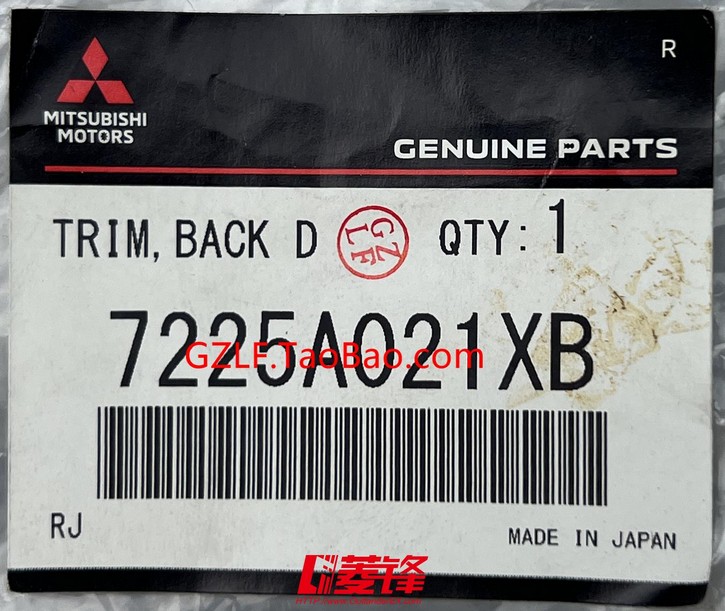 R
MITSUBISHI
MOTORS
GENUINE PARTS
TRIM, BACK D
GZ
LF
QTY: 1
7225A021XB
GZLF.TaoBao.com
RJ
MADE IN JAPAN
菱锋